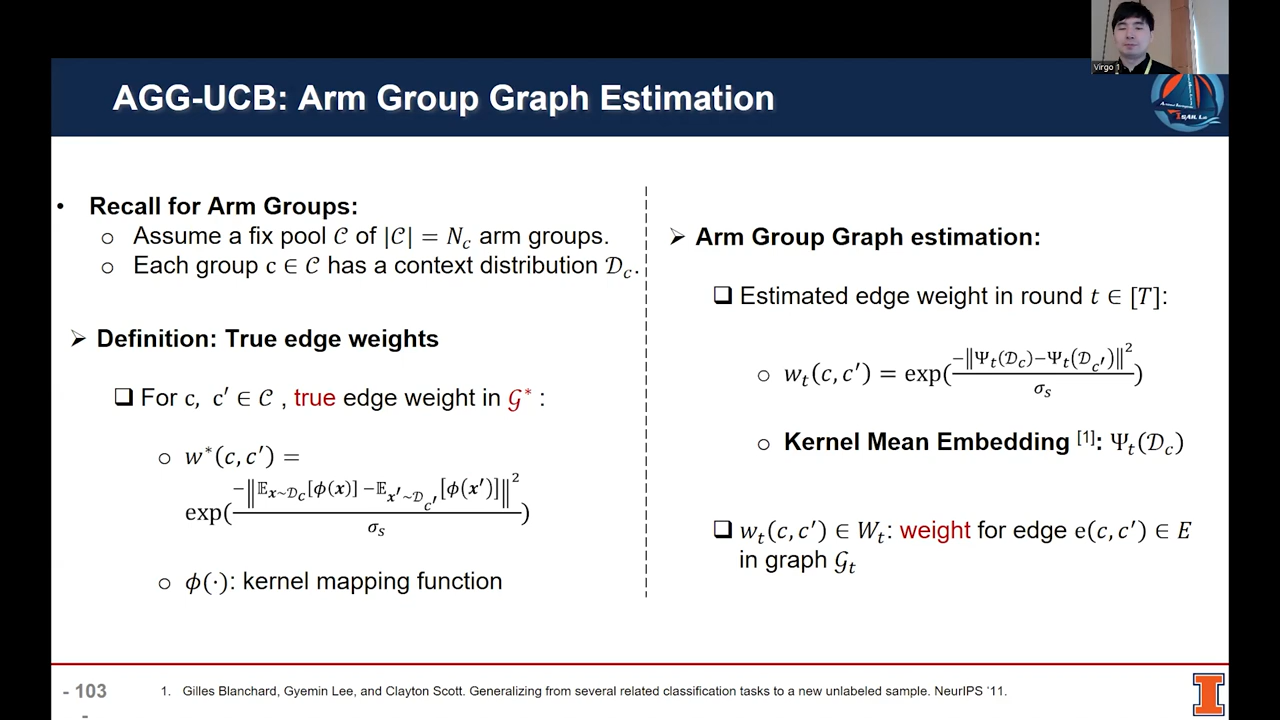 Virgo 1
AGG-UCB: Arm Group Graph Estimation
• Recall for Arm Groups:
o Assume a fix pool 𝒞 of |𝒞| = N_c arm groups.
o Each group c ∈ 𝒞 has a context distribution 𝒟_c.
➢ Definition: True edge weights
❑ For c, c′ ∈ 𝒞 , true edge weight in 𝒢* :
o w*(c, c′) =
exp(−‖𝔼_{x~𝒟_c}[ϕ(x)] −𝔼_{x′~𝒟_{c′}}[ϕ(x′)]‖² / σ_s)
o ϕ(·): kernel mapping function
➢ Arm Group Graph estimation:
❑ Estimated edge weight in round t ∈ [T]:
o w_t(c, c′) = exp(−‖Ψ_t(𝒟_c)−Ψ_t(𝒟_{c′})‖² / σ_s)
o Kernel Mean Embedding [1]: Ψ_t(𝒟_c)
❑ w_t(c, c′) ∈ W_t: weight for edge e(c, c′) ∈ E
in graph 𝒢_t
- 103
-
1. Gilles Blanchard, Gyemin Lee, and Clayton Scott. Generalizing from several related classification tasks to a new unlabeled sample. NeurIPS '11.